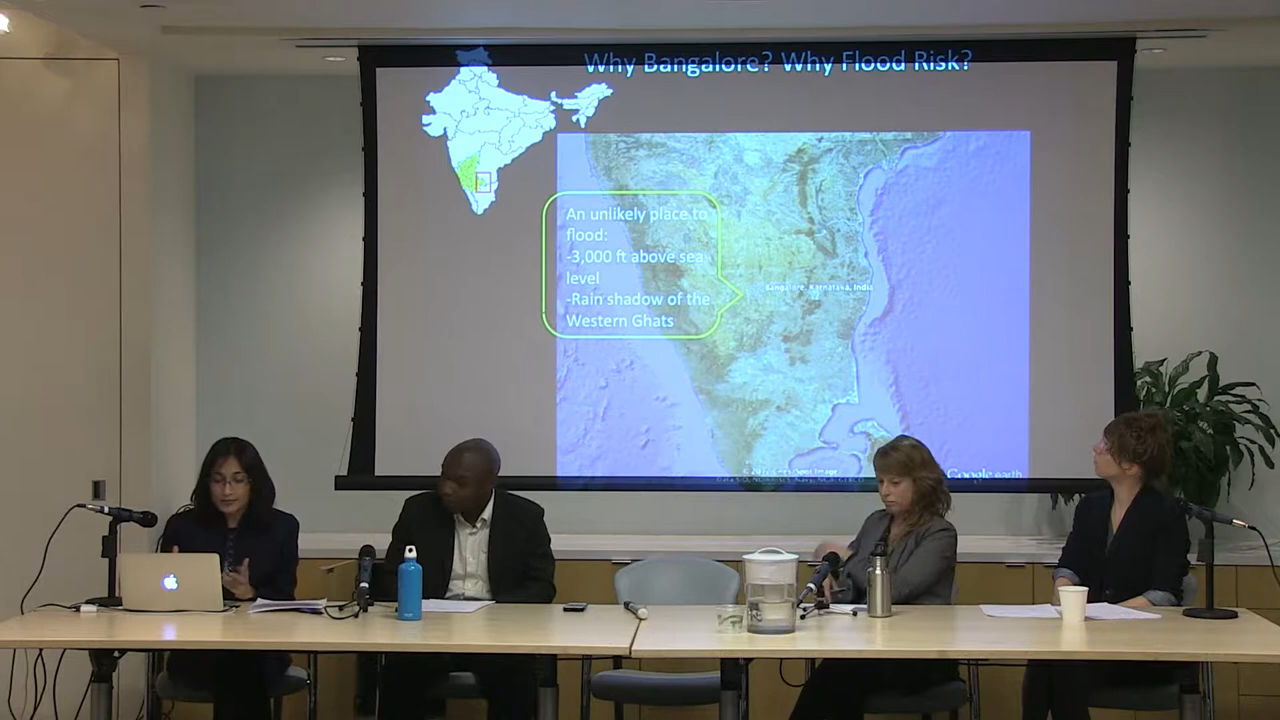 Why Bangalore? Why Flood Risk?
An unlikely place to
flood:
-3,000 ft above sea
level
-Rain shadow of the
Western Ghats
Bangalore, Karnataka, India
Google earth